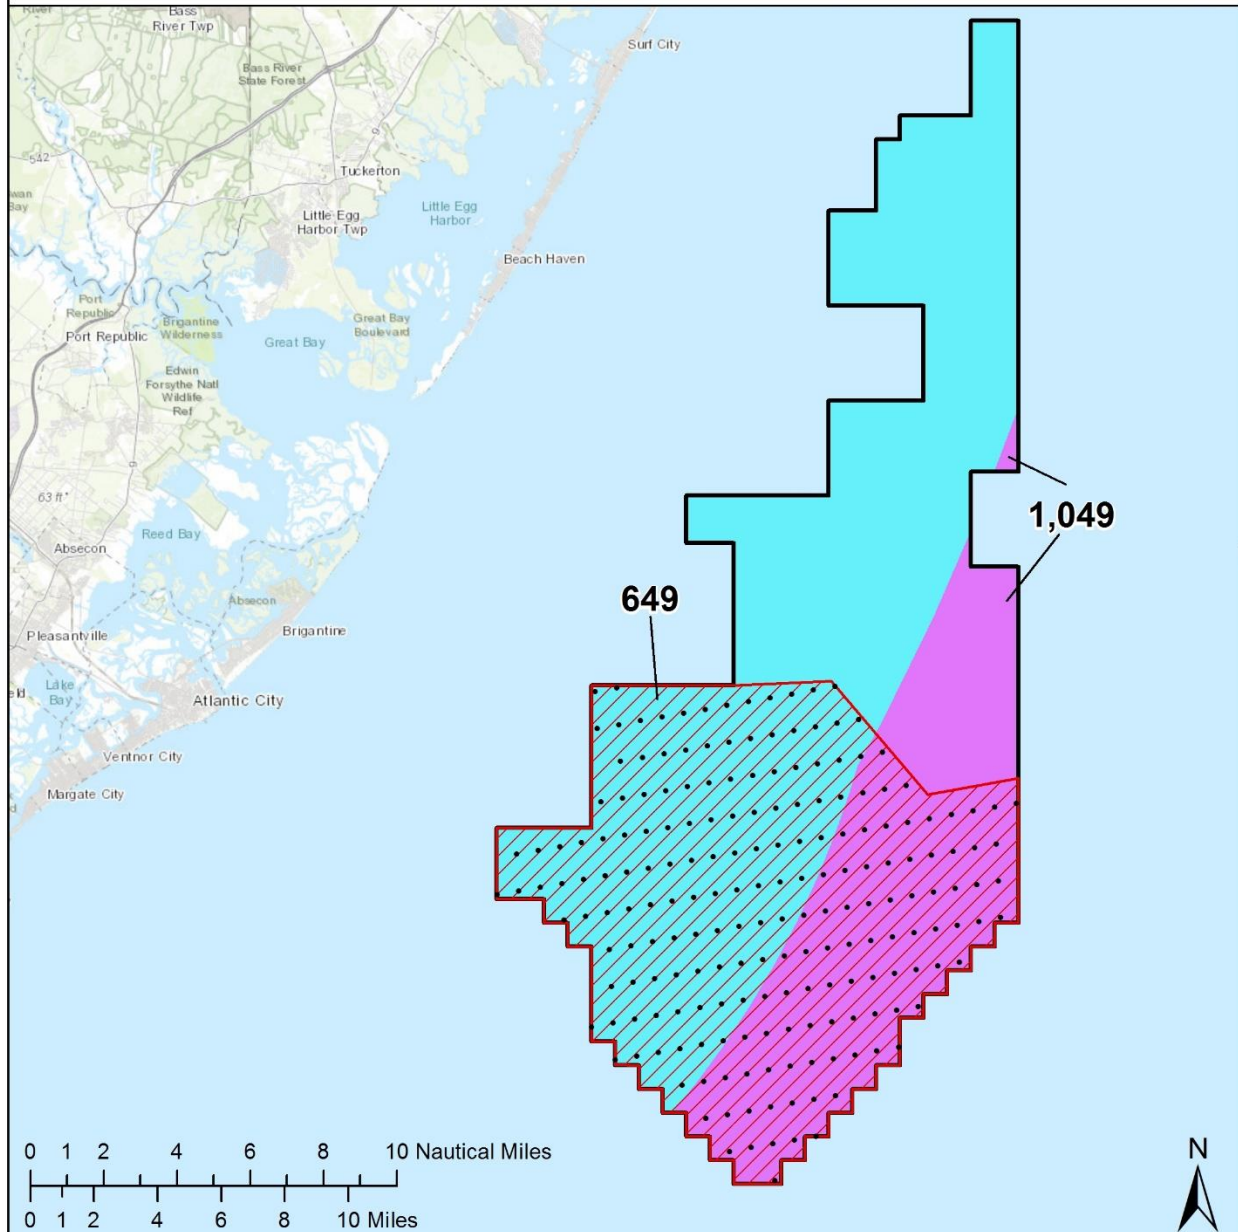 River
Bass
River Twp
Surf City
Bass River
State Forest
9
542
Tuckerton
Little Egg
Harbor
Little Egg
Harbor Twp
Beach Haven
Port
Republic
Port Republic
Brigantine
Wilderness
Great Bay
Great Bay
Boulevard
Edwin
Forsythe Natl
Wildlife
Ref
9
63 ft
Reed Bay
1,049
Absecon
Absecon
649
Pleasantville
Brigantine
Lake
Bay
Atlantic City
Ventnor City
Margate City
0 1 2 4 6 8 10 Nautical Miles
0 1 2 4 6 8 10 Miles
N